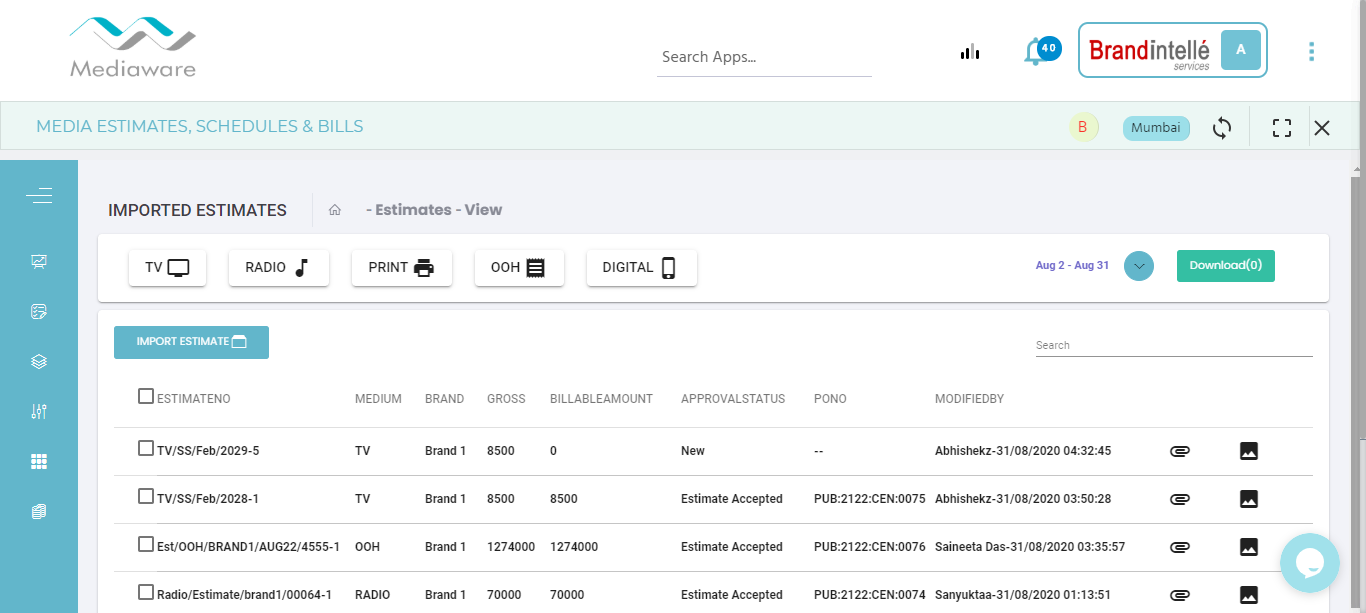 Mediaware
Search Apps...
40
Brandintellé
services
A
MEDIA ESTIMATES, SCHEDULES & BILLS
B
Mumbai
IMPORTED ESTIMATES
- Estimates - View
TV
RADIO
PRINT
OOH
DIGITAL
Aug 2 - Aug 31
Download(0)
IMPORT ESTIMATE
Search
ESTIMATENO MEDIUM BRAND GROSS BILLABLEAMOUNT APPROVALSTATUS PONO MODIFIEDBY
TV/SS/Feb/2029-5 TV Brand 1 8500 0 New -- Abhishekz-31/08/2020 04:32:45
TV/SS/Feb/2028-1 TV Brand 1 8500 8500 Estimate Accepted PUB:2122:CEN:0075 Abhishekz-31/08/2020 03:50:28
Est/OOH/BRAND1/AUG22/4555-1 OOH Brand 1 1274000 1274000 Estimate Accepted PUB:2122:CEN:0076 Saineeta Das-31/08/2020 03:35:57
Radio/Estimate/brand1/00064-1 RADIO Brand 1 70000 70000 Estimate Accepted PUB:2122:CEN:0074 Sanyuktaa-31/08/2020 01:13:51